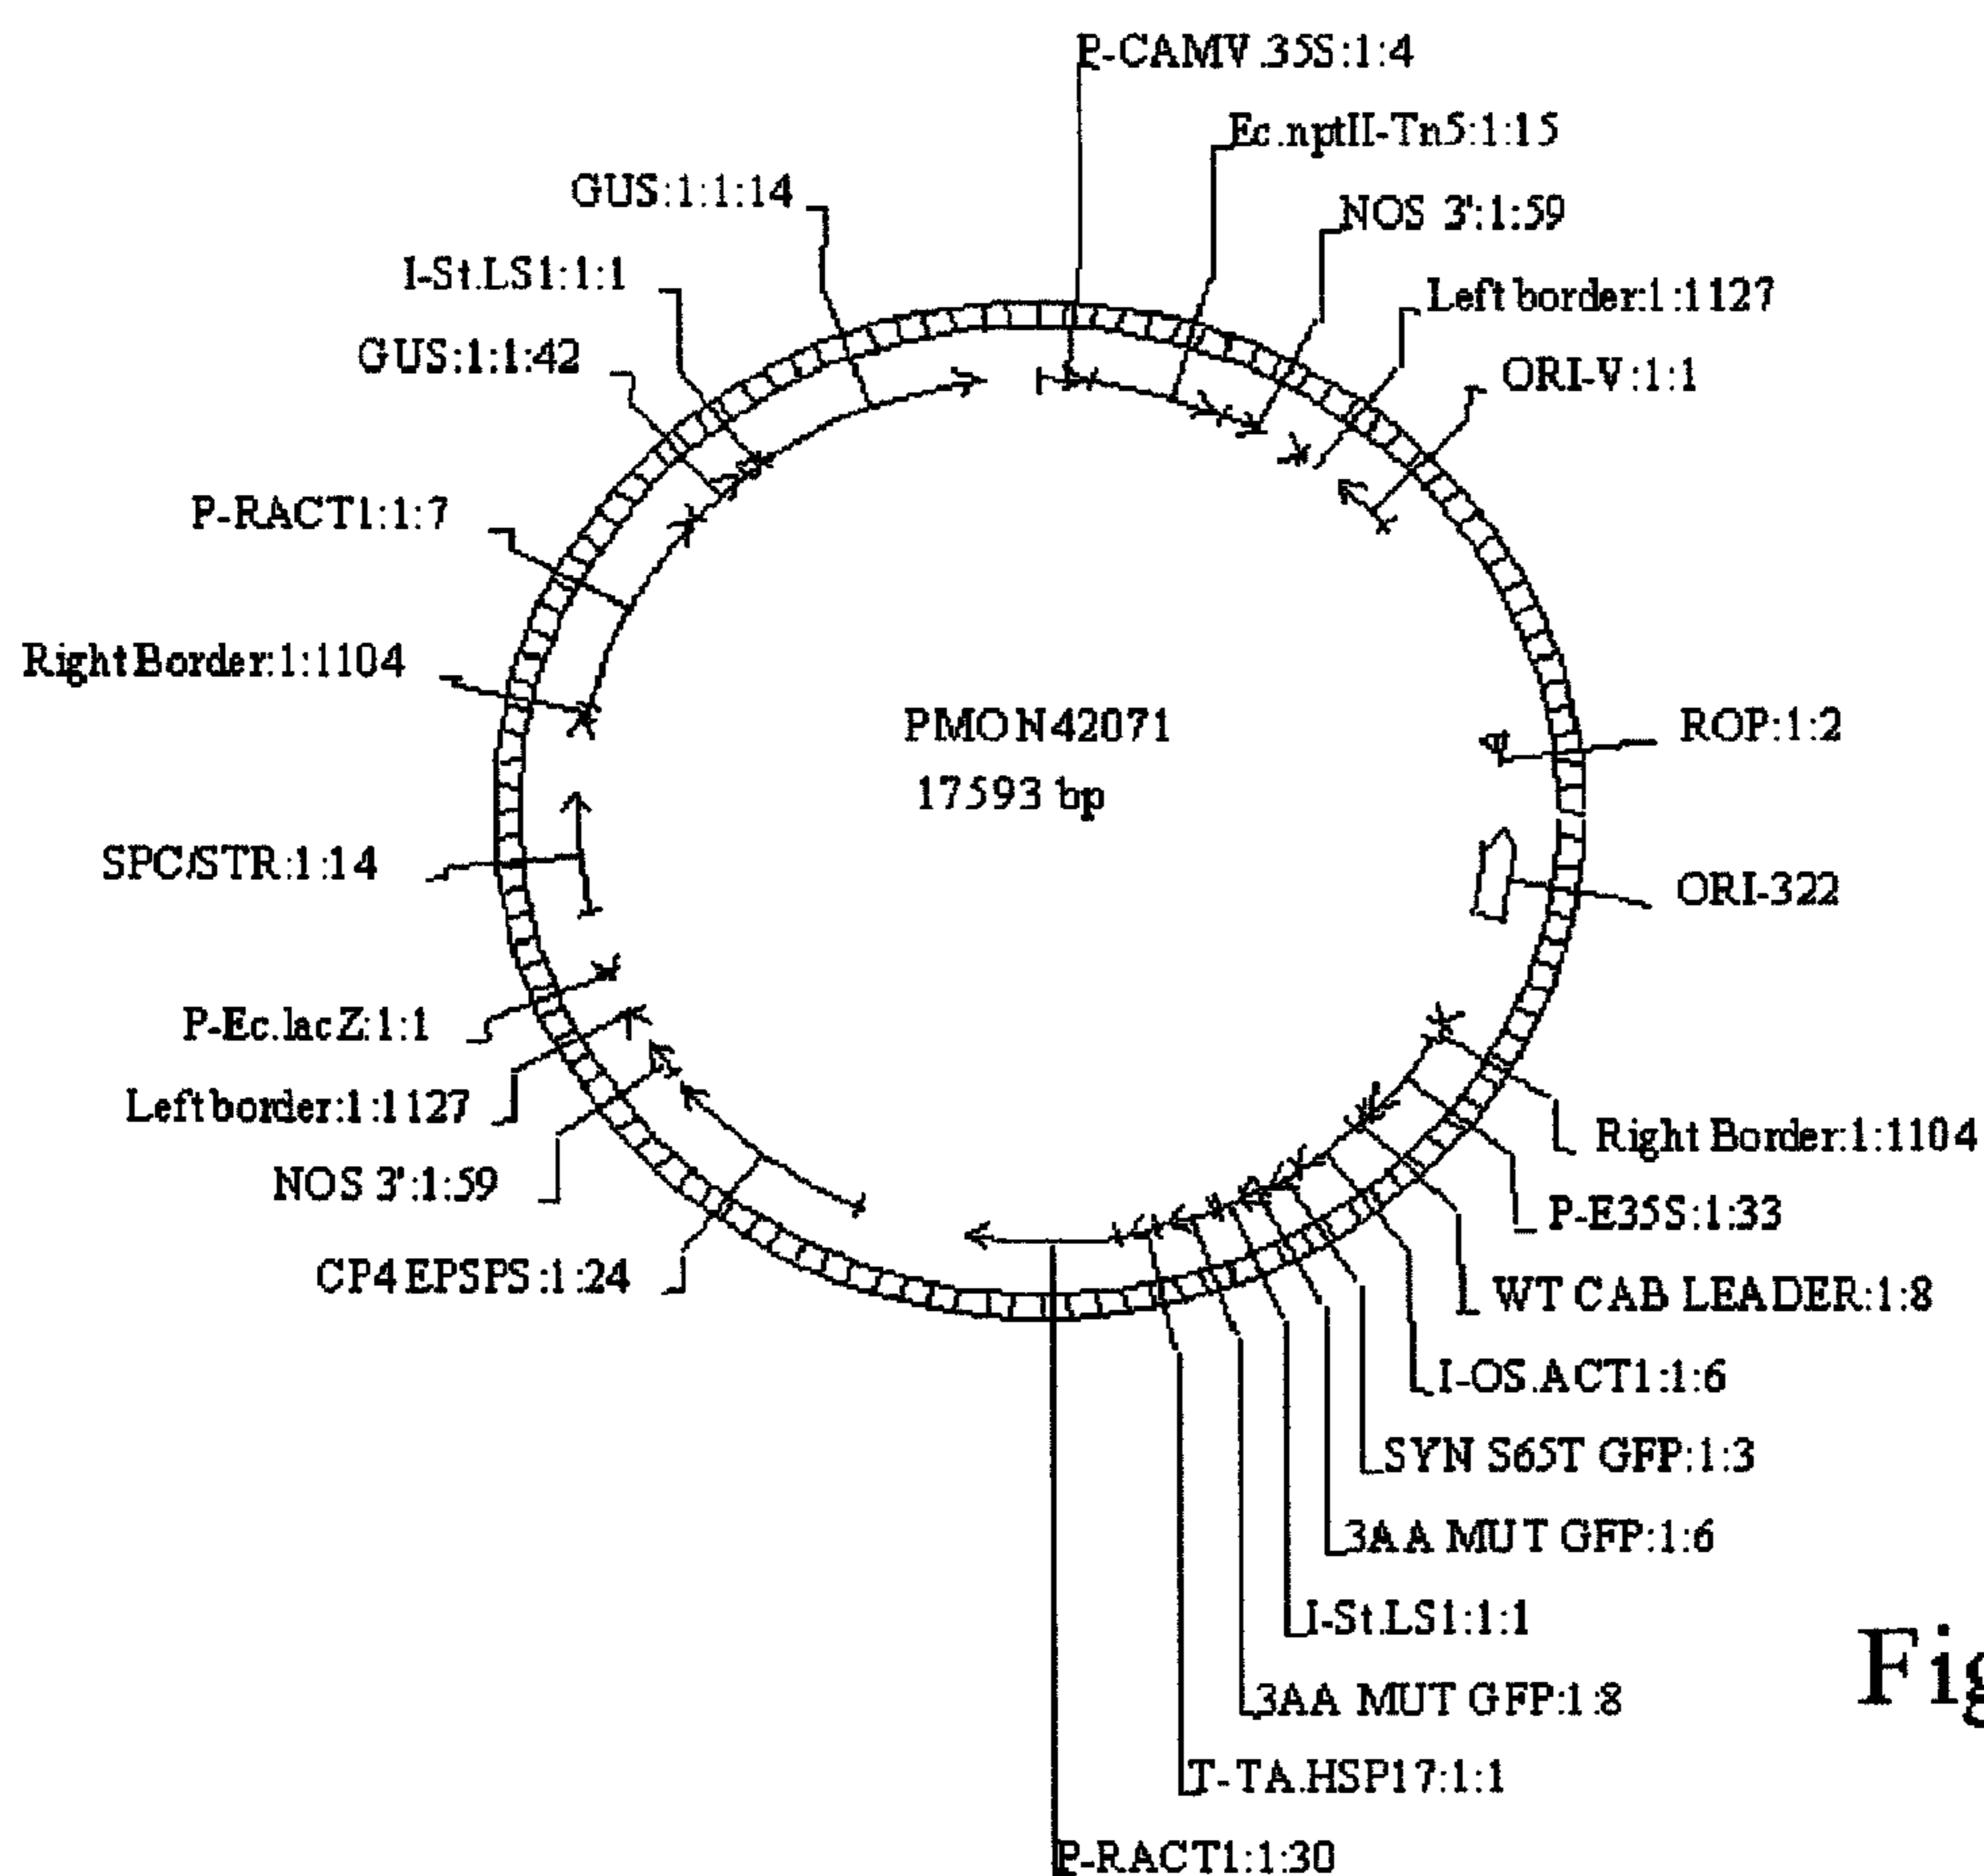 P-CAMV.35S:1:4
Ec.nptII-Tn5:1:15
GUS:1:1:14
NOS 3':1:59
I-St.LS1:1:1
Left border:1:1127
GUS:1:1:42
ORI-V:1:1
P-RACT1:1:7
Right Border:1:1104
PMON42071
17593 bp
ROP:1:2
SPC/STR:1:14
ORI-322
P-Ec.lacZ:1:1
Left border:1:1127
Right Border:1:1104
NOS 3':1:59
P-E35S:1:33
CP4 EPSPS:1:24
WT CAB LEADER:1:8
I-OS.ACT1:1:6
SYN S65T GFP:1:3
3AA MUT GFP:1:6
I-St.LS1:1:1
3AA MUT GFP:1:8
Fig
T-TA.HSP17:1:1
P-RACT1:1:30